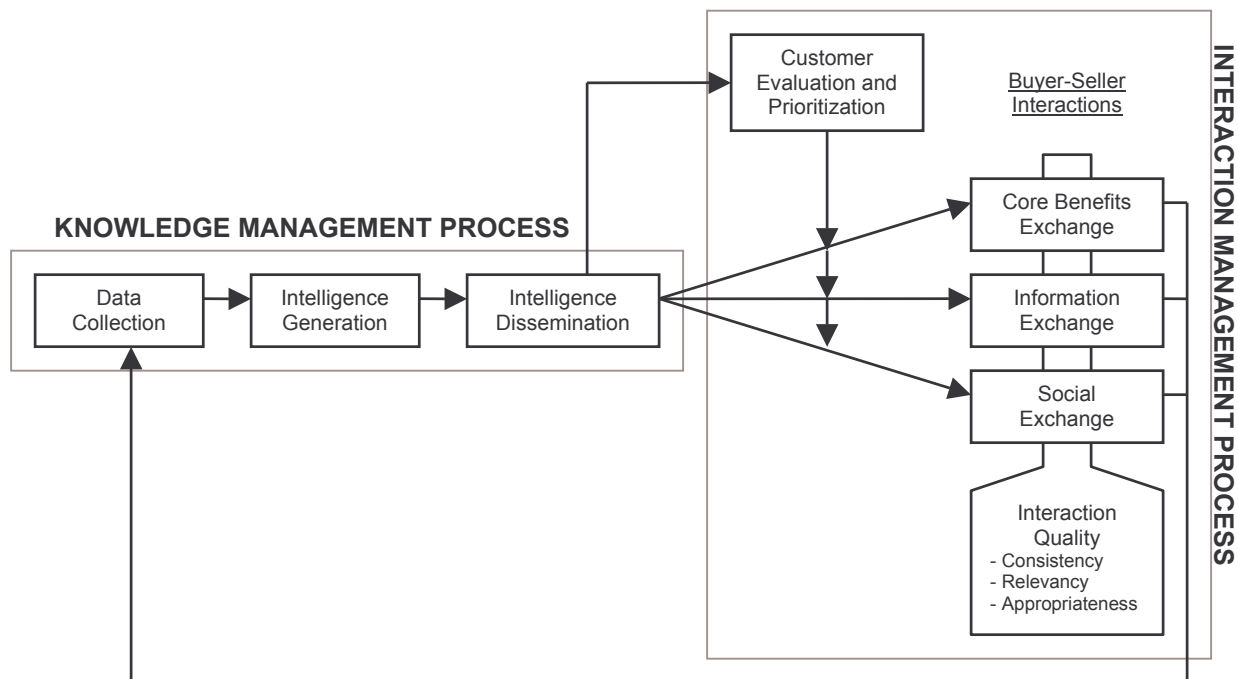 Customer
Evaluation and
Prioritization
Buyer-Seller
Interactions
INTERACTION MANAGEMENT PROCESS
KNOWLEDGE MANAGEMENT PROCESS
Data
Collection
Intelligence
Generation
Intelligence
Dissemination
Core Benefits
Exchange
Information
Exchange
Social
Exchange
Interaction
Quality
- Consistency
- Relevancy
- Appropriateness